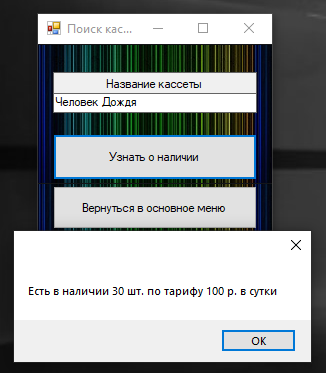 Поиск кас...
Название кассеты
Человек Дождя
Узнать о наличии
Вернуться в основное меню
Есть в наличии 30 шт. по тарифу 100 р. в сутки
OK